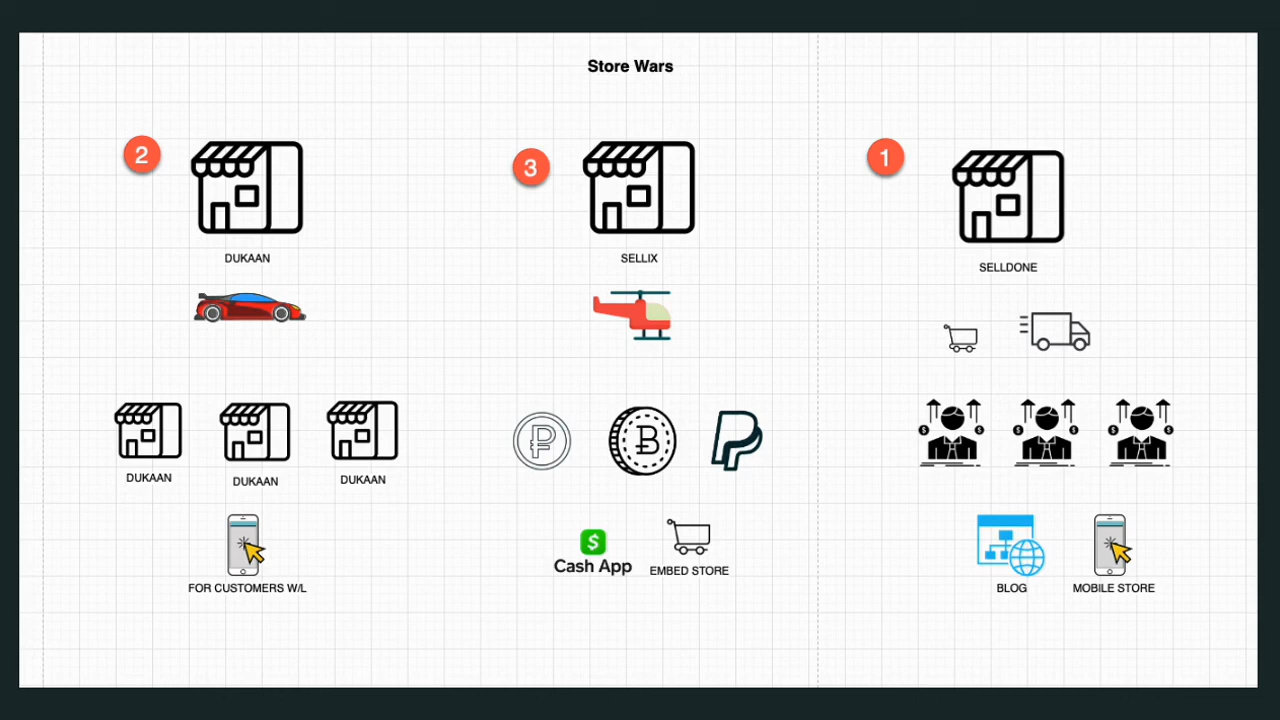 Store Wars
2
3
1
DUKAAN
SELLIX
SELLDONE
DUKAAN
DUKAAN
DUKAAN
$
Cash App
EMBED STORE
FOR CUSTOMERS W/L
BLOG
MOBILE STORE